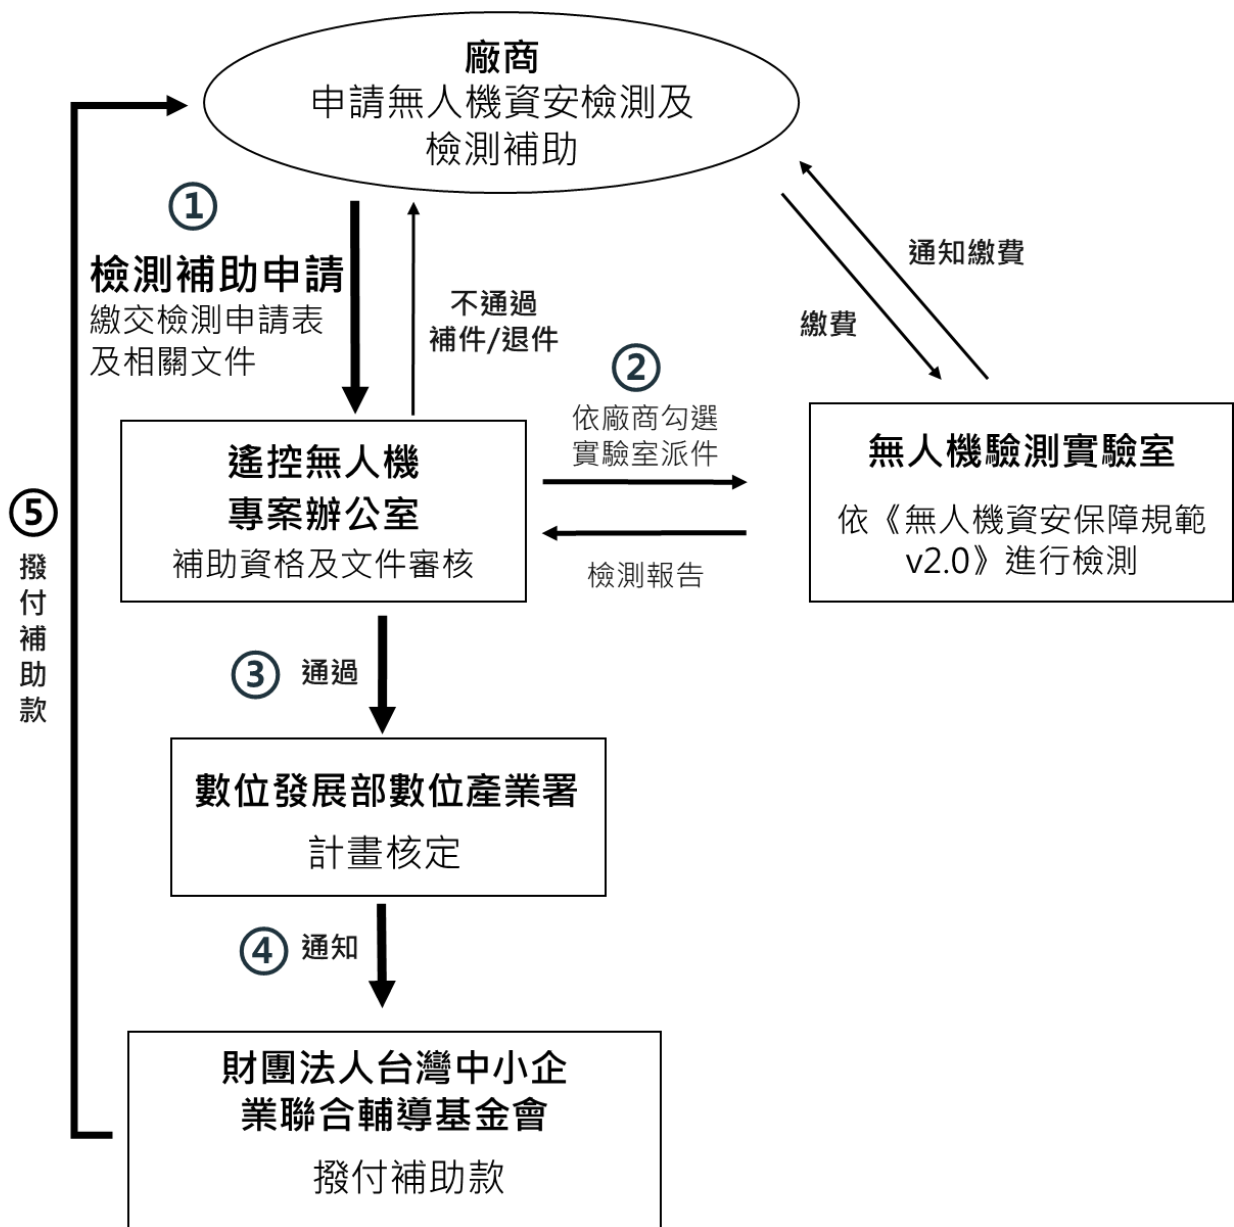 廠商
申請無人機資安檢測及
檢測補助
①
檢測補助申請
繳交檢測申請表
及相關文件
不通過
補件/退件
通知繳費
繳費
②
依廠商勾選
實驗室派件
檢測報告
遙控無人機
專案辦公室
補助資格及文件審核
無人機驗測實驗室
依《無人機資安保障規範
v2.0》進行檢測
③
通過
數位發展部數位產業署
計畫核定
④
通知
財團法人台灣中小企
業聯合輔導基金會
撥付補助款
⑤
撥
付
補
助
款